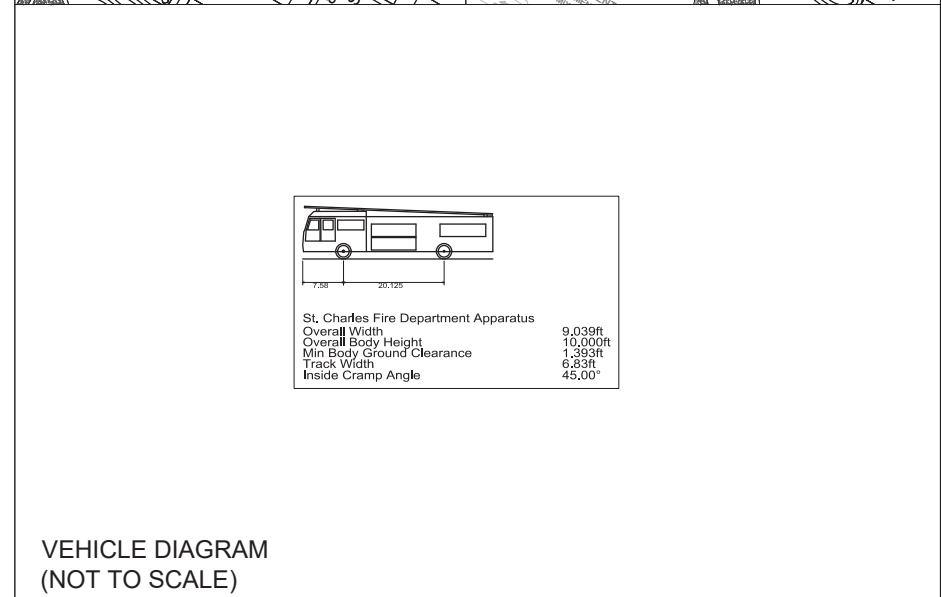 7.58 20.125
St. Charles Fire Department Apparatus
Overall Width 9.039ft
Overall Body Height 10.000ft
Min Body Ground Clearance 1.393ft
Track Width 6.83ft
Inside Cramp Angle 45.00°
VEHICLE DIAGRAM
(NOT TO SCALE)